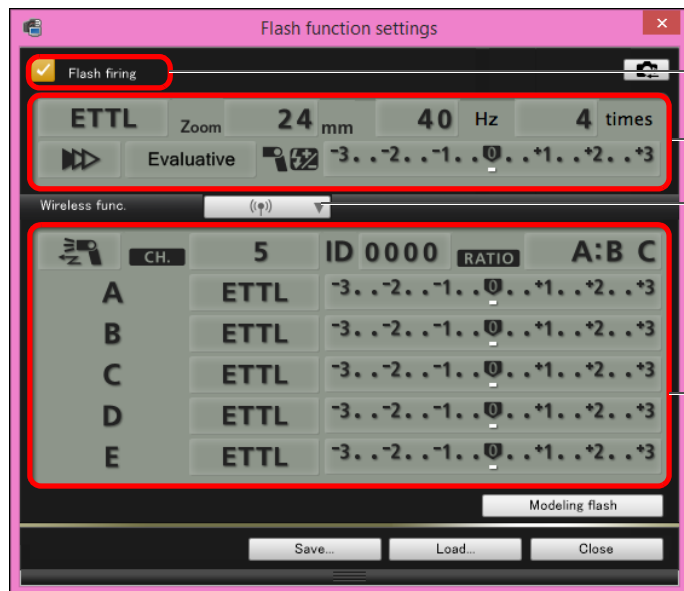 Flash function settings
Flash firing
ETTL Zoom 24 mm 40 Hz 4 times
Evaluative -3..-2..-1..0..+1..+2..+3
Wireless func.
CH. 5 ID 0000 RATIO A:B C
A ETTL -3..-2..-1..0..+1..+2..+3
B ETTL -3..-2..-1..0..+1..+2..+3
C ETTL -3..-2..-1..0..+1..+2..+3
D ETTL -3..-2..-1..0..+1..+2..+3
E ETTL -3..-2..-1..0..+1..+2..+3
Modeling flash
Save... Load... Close